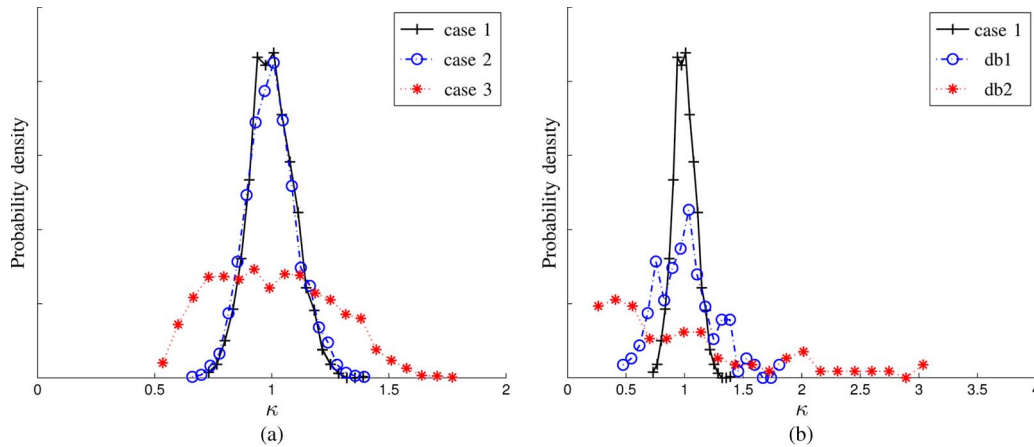 Probability density
case 1
case 2
case 3
0 0.5 1 1.5 2
κ
(a)
Probability density
case 1
db1
db2
0 0.5 1 1.5 2 2.5 3 3.5 4
κ
(b)